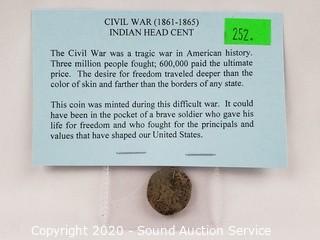 CIVIL WAR (1861-1865)
INDIAN HEAD CENT
252.
The Civil War was a tragic war in American history.
Three million people fought; 600,000 paid the ultimate
price. The desire for freedom traveled deeper than the
color of skin and farther than the borders of any state.
This coin was minted during this difficult war. It could
have been in the pocket of a brave soldier who gave his
life for freedom and who fought for the principals and
values that have shaped our United States.
Copyright 2020 - Sound Auction Service